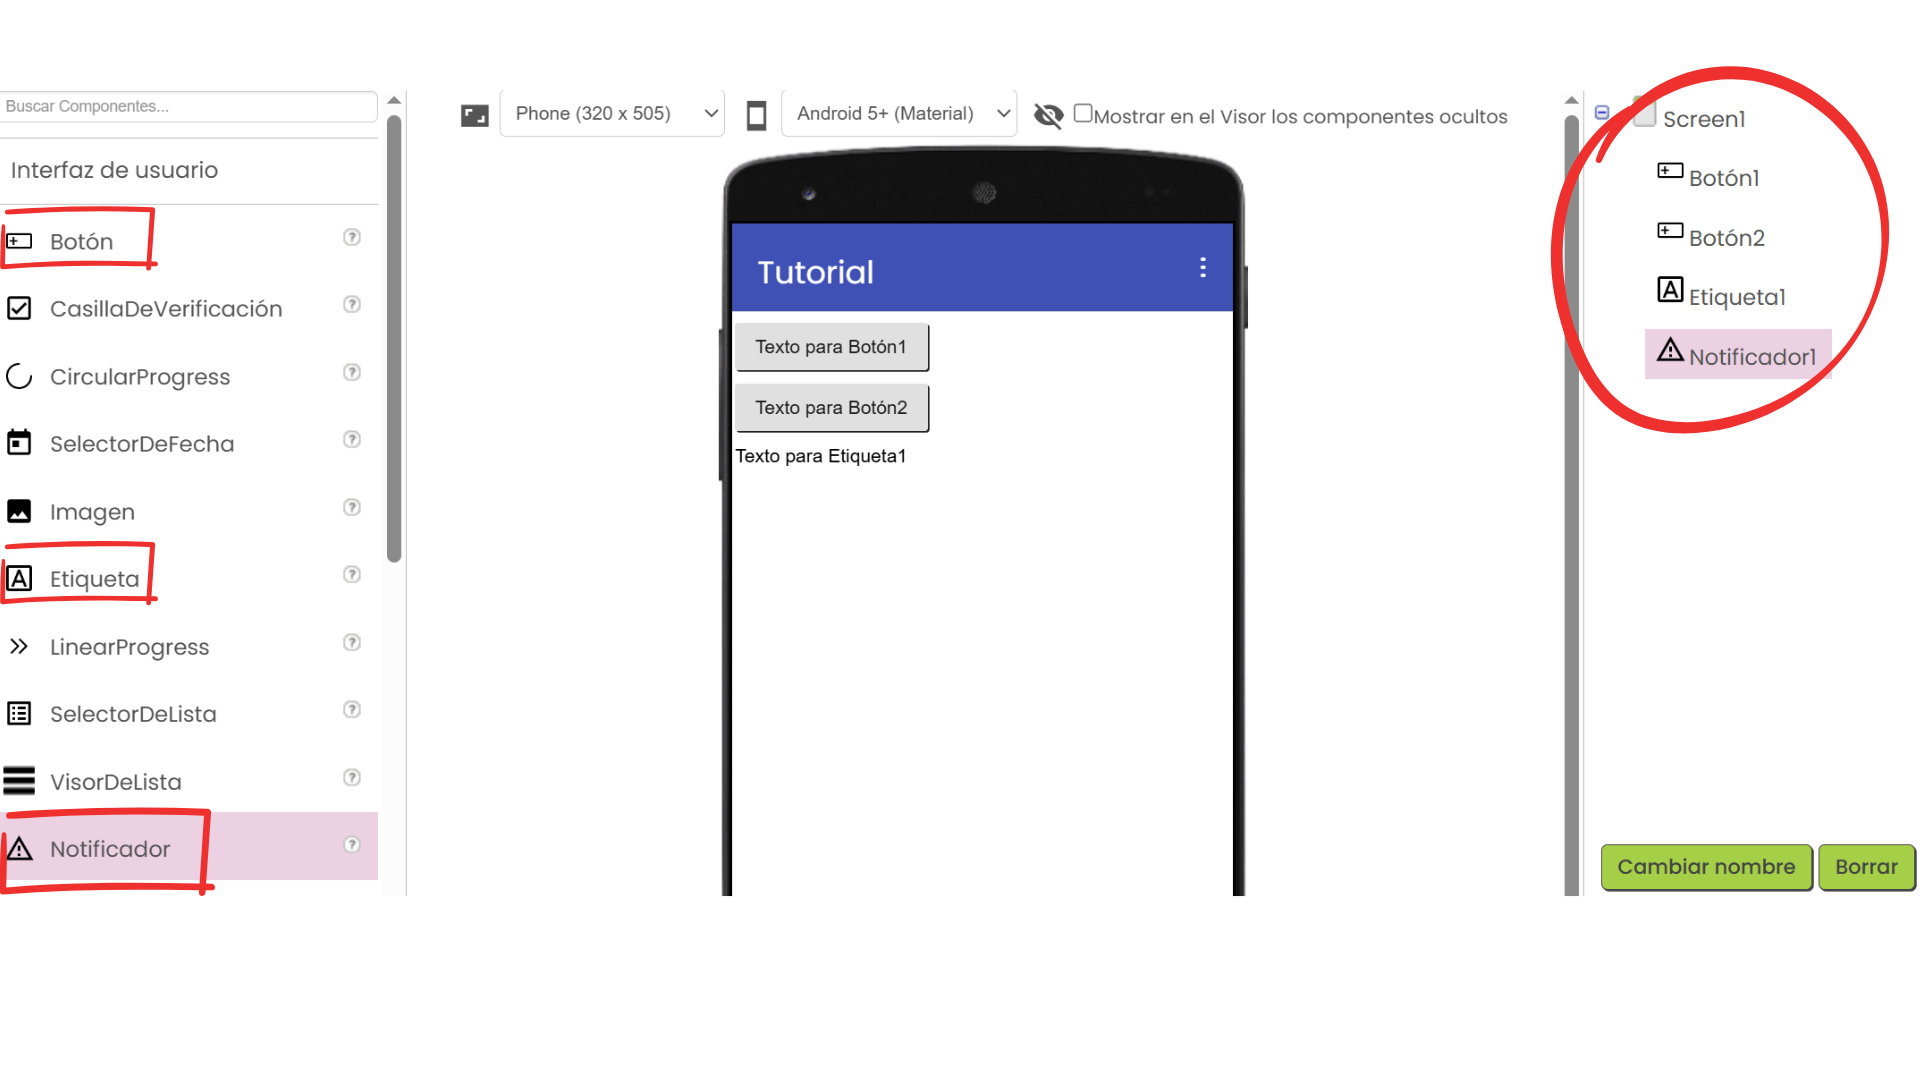 Buscar Componentes...
Interfaz de usuario
Botón
CasillaDeVerificación
CircularProgress
SelectorDeFecha
Imagen
Etiqueta
LinearProgress
SelectorDeLista
VisorDeLista
Notificador
Phone (320 x 505)
Android 5+ (Material)
Mostrar en el Visor los componentes ocultos
Tutorial
Texto para Botón1
Texto para Botón2
Texto para Etiqueta1
Screen1
Botón1
Botón2
Etiqueta1
Notificador1
Cambiar nombre
Borrar